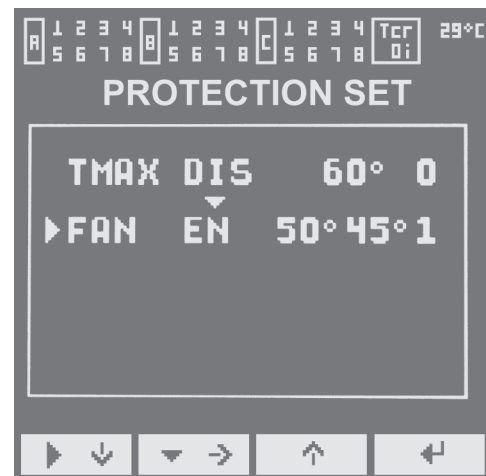 A 1 2 3 4 B 1 2 3 4 C 1 2 3 4 Tcr 29°C
5 6 7 8 5 6 7 8 5 6 7 8 Di
PROTECTION SET
TMAX DIS 60° 0
FAN EN 50° 45° 1